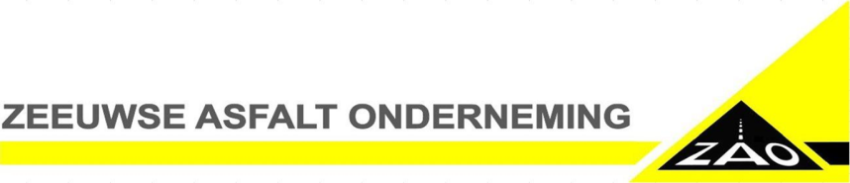 ZEEUWSE ASFALT ONDERNEMING
ZAO